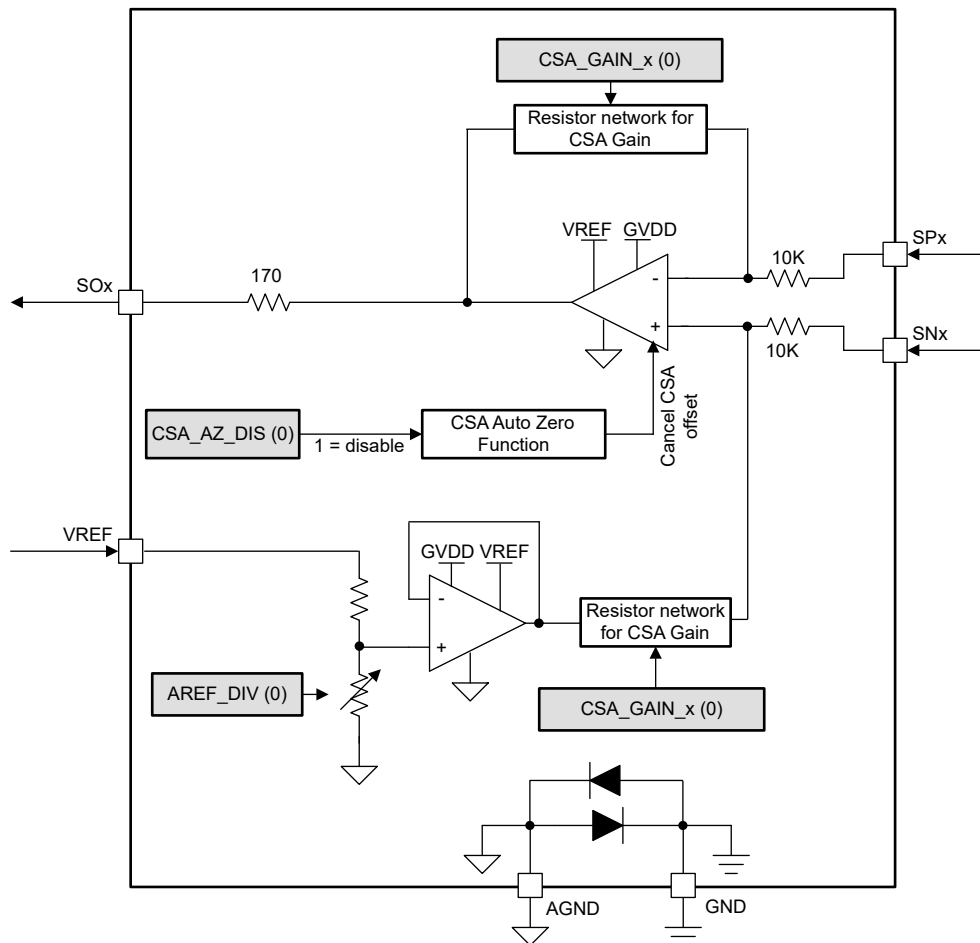 CSA_GAIN_x (0)
Resistor network for
CSA Gain
VREF
GVDD
SPx
10K
SOx
170
-
+
SNx
10K
Cancel CSA
offset
CSA_AZ_DIS (0)
1 = disable
CSA Auto Zero
Function
VREF
GVDD
VREF
-
+
Resistor network
for CSA Gain
AREF_DIV (0)
CSA_GAIN_x (0)
AGND
GND